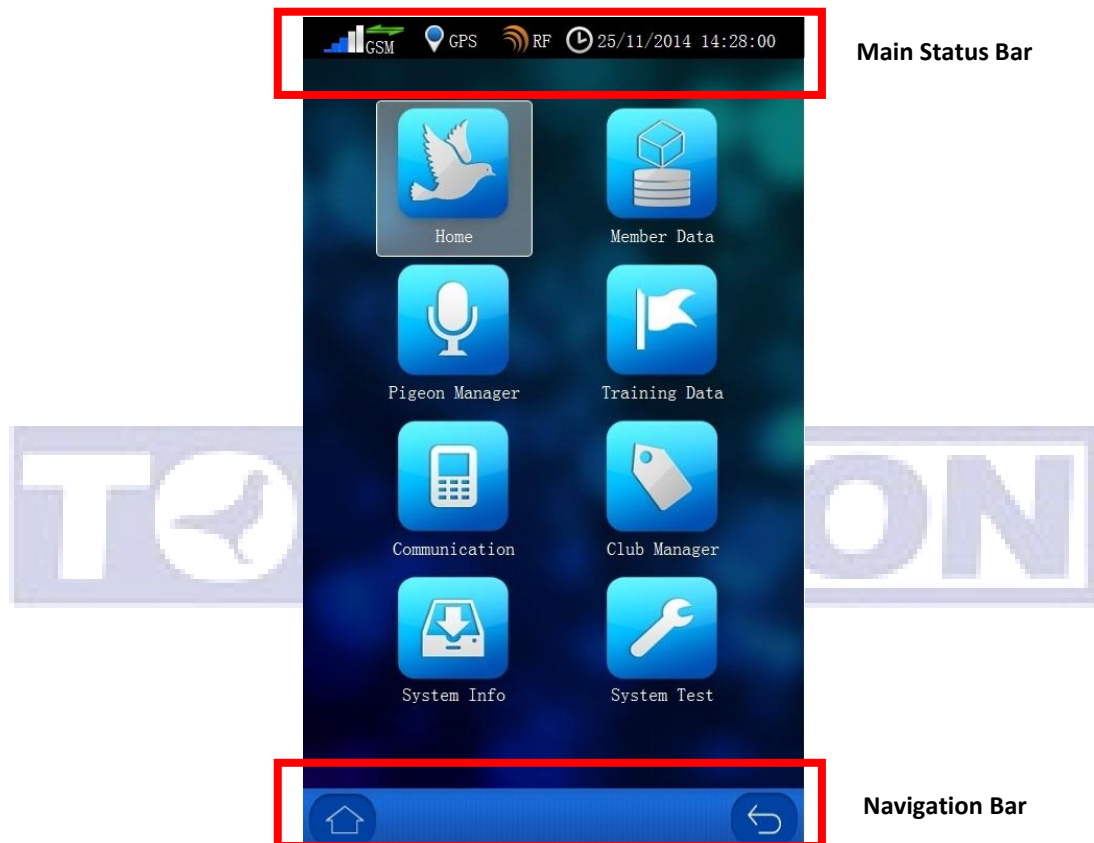 GSM GPS RF 25/11/2014 14:28:00 Main Status Bar
Home Member Data
Pigeon Manager Training Data
Communication Club Manager
System Info System Test
Navigation Bar